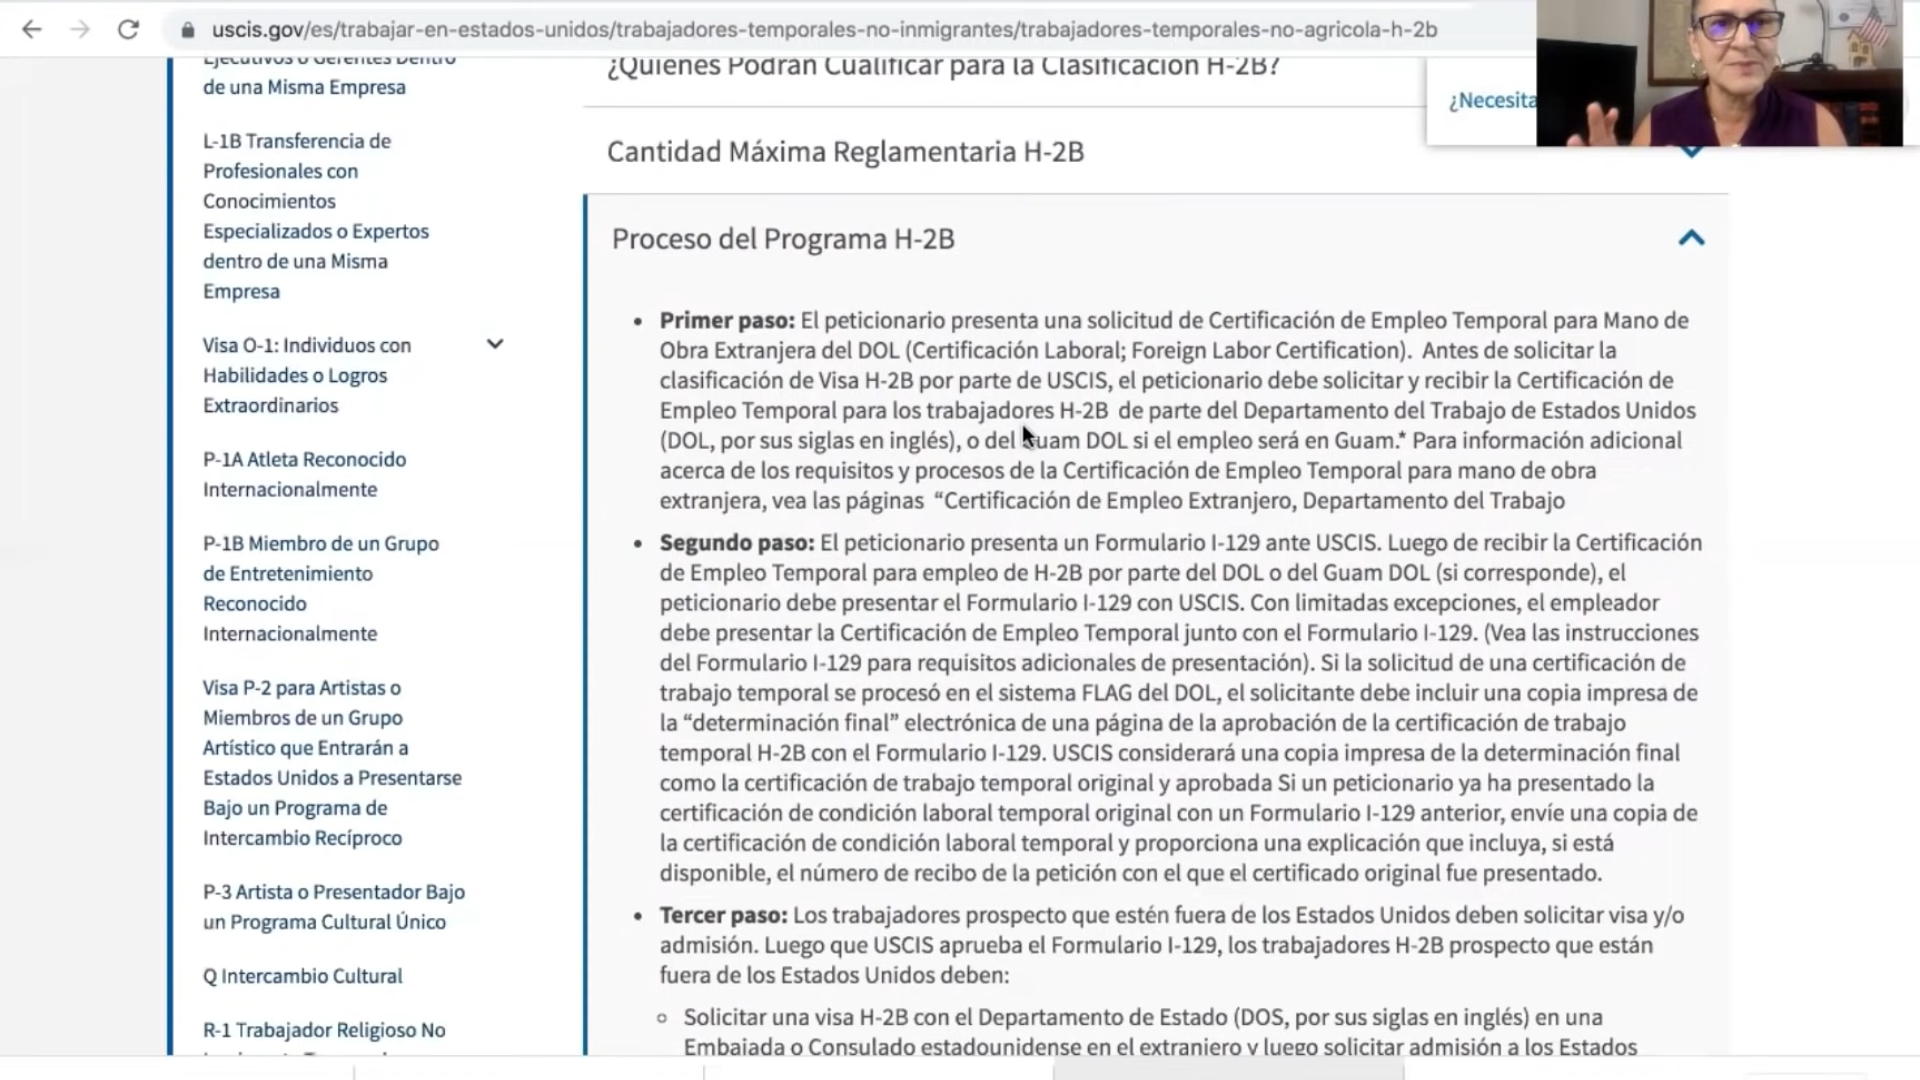 uscis.gov/es/trabajar-en-estados-unidos/trabajadores-temporales-no-inmigrantes/trabajadores-temporales-no-agricola-h-2b
Ejecutivos o Gerentes Dentro
de una Misma Empresa
L-1B Transferencia de
Profesionales con
Conocimientos
Especializados o Expertos
dentro de una Misma
Empresa
Visa O-1: Individuos con
Habilidades o Logros
Extraordinarios
P-1A Atleta Reconocido
Internacionalmente
P-1B Miembro de un Grupo
de Entretenimiento
Reconocido
Internacionalmente
Visa P-2 para Artistas o
Miembros de un Grupo
Artístico que Entrarán a
Estados Unidos a Presentarse
Bajo un Programa de
Intercambio Recíproco
P-3 Artista o Presentador Bajo
un Programa Cultural Único
Q Intercambio Cultural
R-1 Trabajador Religioso No
¿Quiénes Podrán Cualificar para la Clasificación H-2B?
¿Necesita
Cantidad Máxima Reglamentaria H-2B
Proceso del Programa H-2B
• Primer paso: El peticionario presenta una solicitud de Certificación de Empleo Temporal para Mano de
Obra Extranjera del DOL (Certificación Laboral; Foreign Labor Certification). Antes de solicitar la
clasificación de Visa H-2B por parte de USCIS, el peticionario debe solicitar y recibir la Certificación de
Empleo Temporal para los trabajadores H-2B de parte del Departamento del Trabajo de Estados Unidos
(DOL, por sus siglas en inglés), o del Guam DOL si el empleo será en Guam.* Para información adicional
acerca de los requisitos y procesos de la Certificación de Empleo Temporal para mano de obra
extranjera, vea las páginas “Certificación de Empleo Extranjero, Departamento del Trabajo
• Segundo paso: El peticionario presenta un Formulario I-129 ante USCIS. Luego de recibir la Certificación
de Empleo Temporal para empleo de H-2B por parte del DOL o del Guam DOL (si corresponde), el
peticionario debe presentar el Formulario I-129 con USCIS. Con limitadas excepciones, el empleador
debe presentar la Certificación de Empleo Temporal junto con el Formulario I-129. (Vea las instrucciones
del Formulario I-129 para requisitos adicionales de presentación). Si la solicitud de una certificación de
trabajo temporal se procesó en el sistema FLAG del DOL, el solicitante debe incluir una copia impresa de
la “determinación final” electrónica de una página de la aprobación de la certificación de trabajo
temporal H-2B con el Formulario I-129. USCIS considerará una copia impresa de la determinación final
como la certificación de trabajo temporal original y aprobada Si un peticionario ya ha presentado la
certificación de condición laboral temporal original con un Formulario I-129 anterior, envíe una copia de
la certificación de condición laboral temporal y proporciona una explicación que incluya, si está
disponible, el número de recibo de la petición con el que el certificado original fue presentado.
• Tercer paso: Los trabajadores prospecto que estén fuera de los Estados Unidos deben solicitar visa y/o
admisión. Luego que USCIS aprueba el Formulario I-129, los trabajadores H-2B prospecto que están
fuera de los Estados Unidos deben:
Solicitar una visa H-2B con el Departamento de Estado (DOS, por sus siglas en inglés) en una
Embajada o Consulado estadounidense en el extranjero y luego solicitar admisión a los Estados